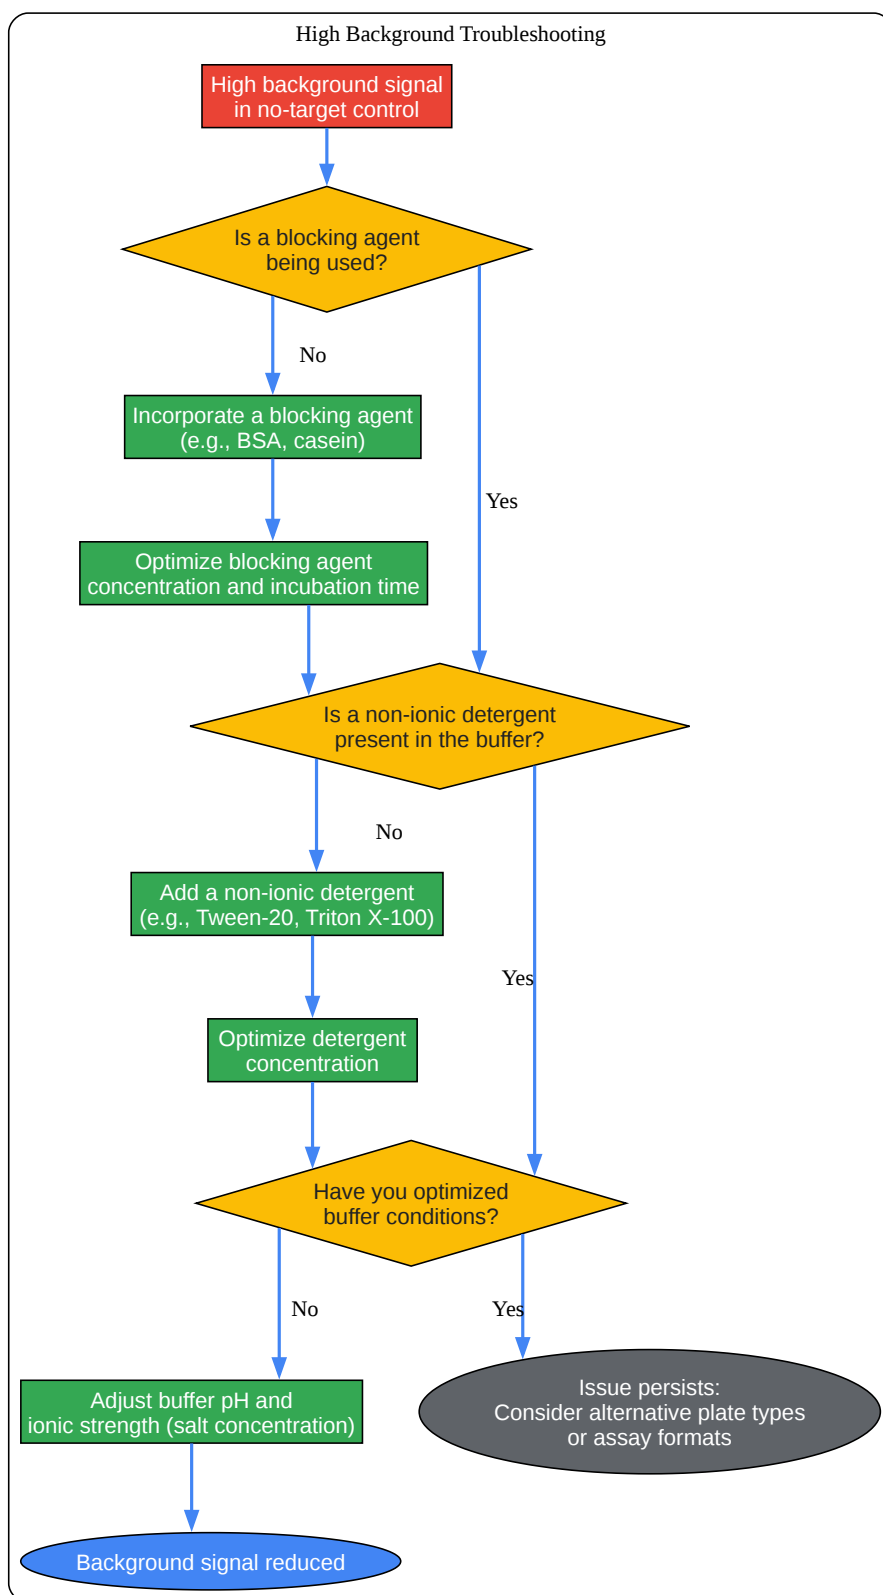 High Background Troubleshooting
High background signal
in no-target control
Is a blocking agent
being used?
No
Incorporate a blocking agent
(e.g., BSA, casein)
Yes
Optimize blocking agent
concentration and incubation time
Is a non-ionic detergent
present in the buffer?
No
Add a non-ionic detergent
(e.g., Tween-20, Triton X-100)
Yes
Optimize detergent
concentration
Have you optimized
buffer conditions?
No
Yes
Adjust buffer pH and
ionic strength (salt concentration)
Issue persists:
Consider alternative plate types
or assay formats
Background signal reduced